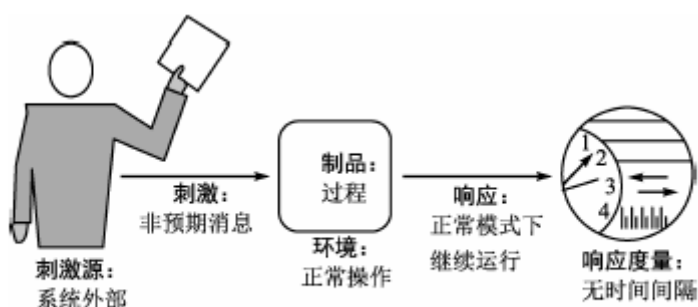 刺激源：
系统外部
刺激：
非预期消息
制品：
过程
环境：
正常操作
响应：
正常模式下
继续运行
1
2
3
4
响应度量：
无时间间隔